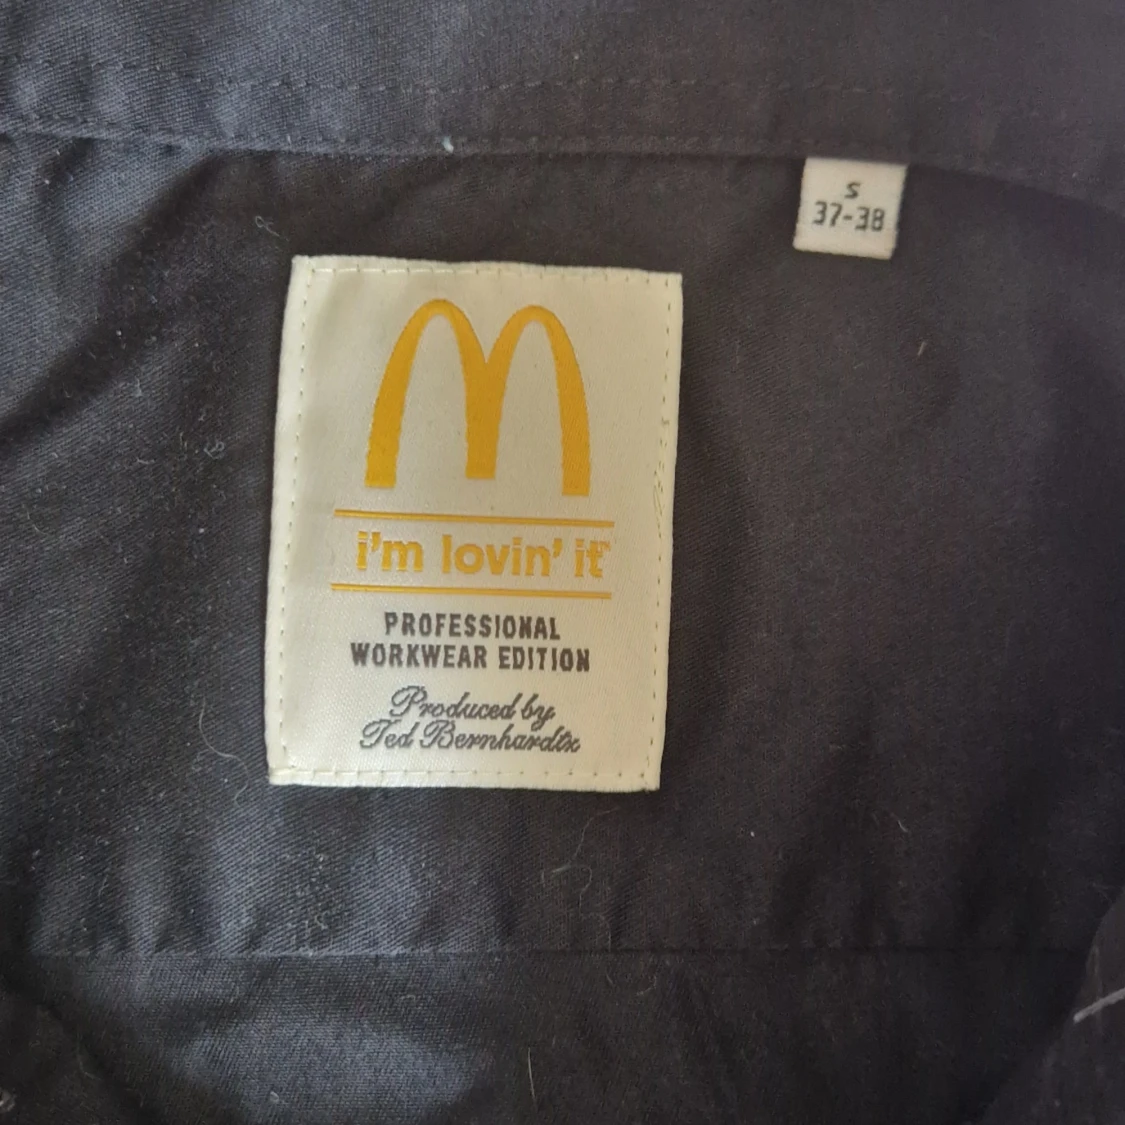 S
37-38
i'm lovin' it
PROFESSIONAL
WORKWEAR EDITION
Produced by
Ted Bernhardtz